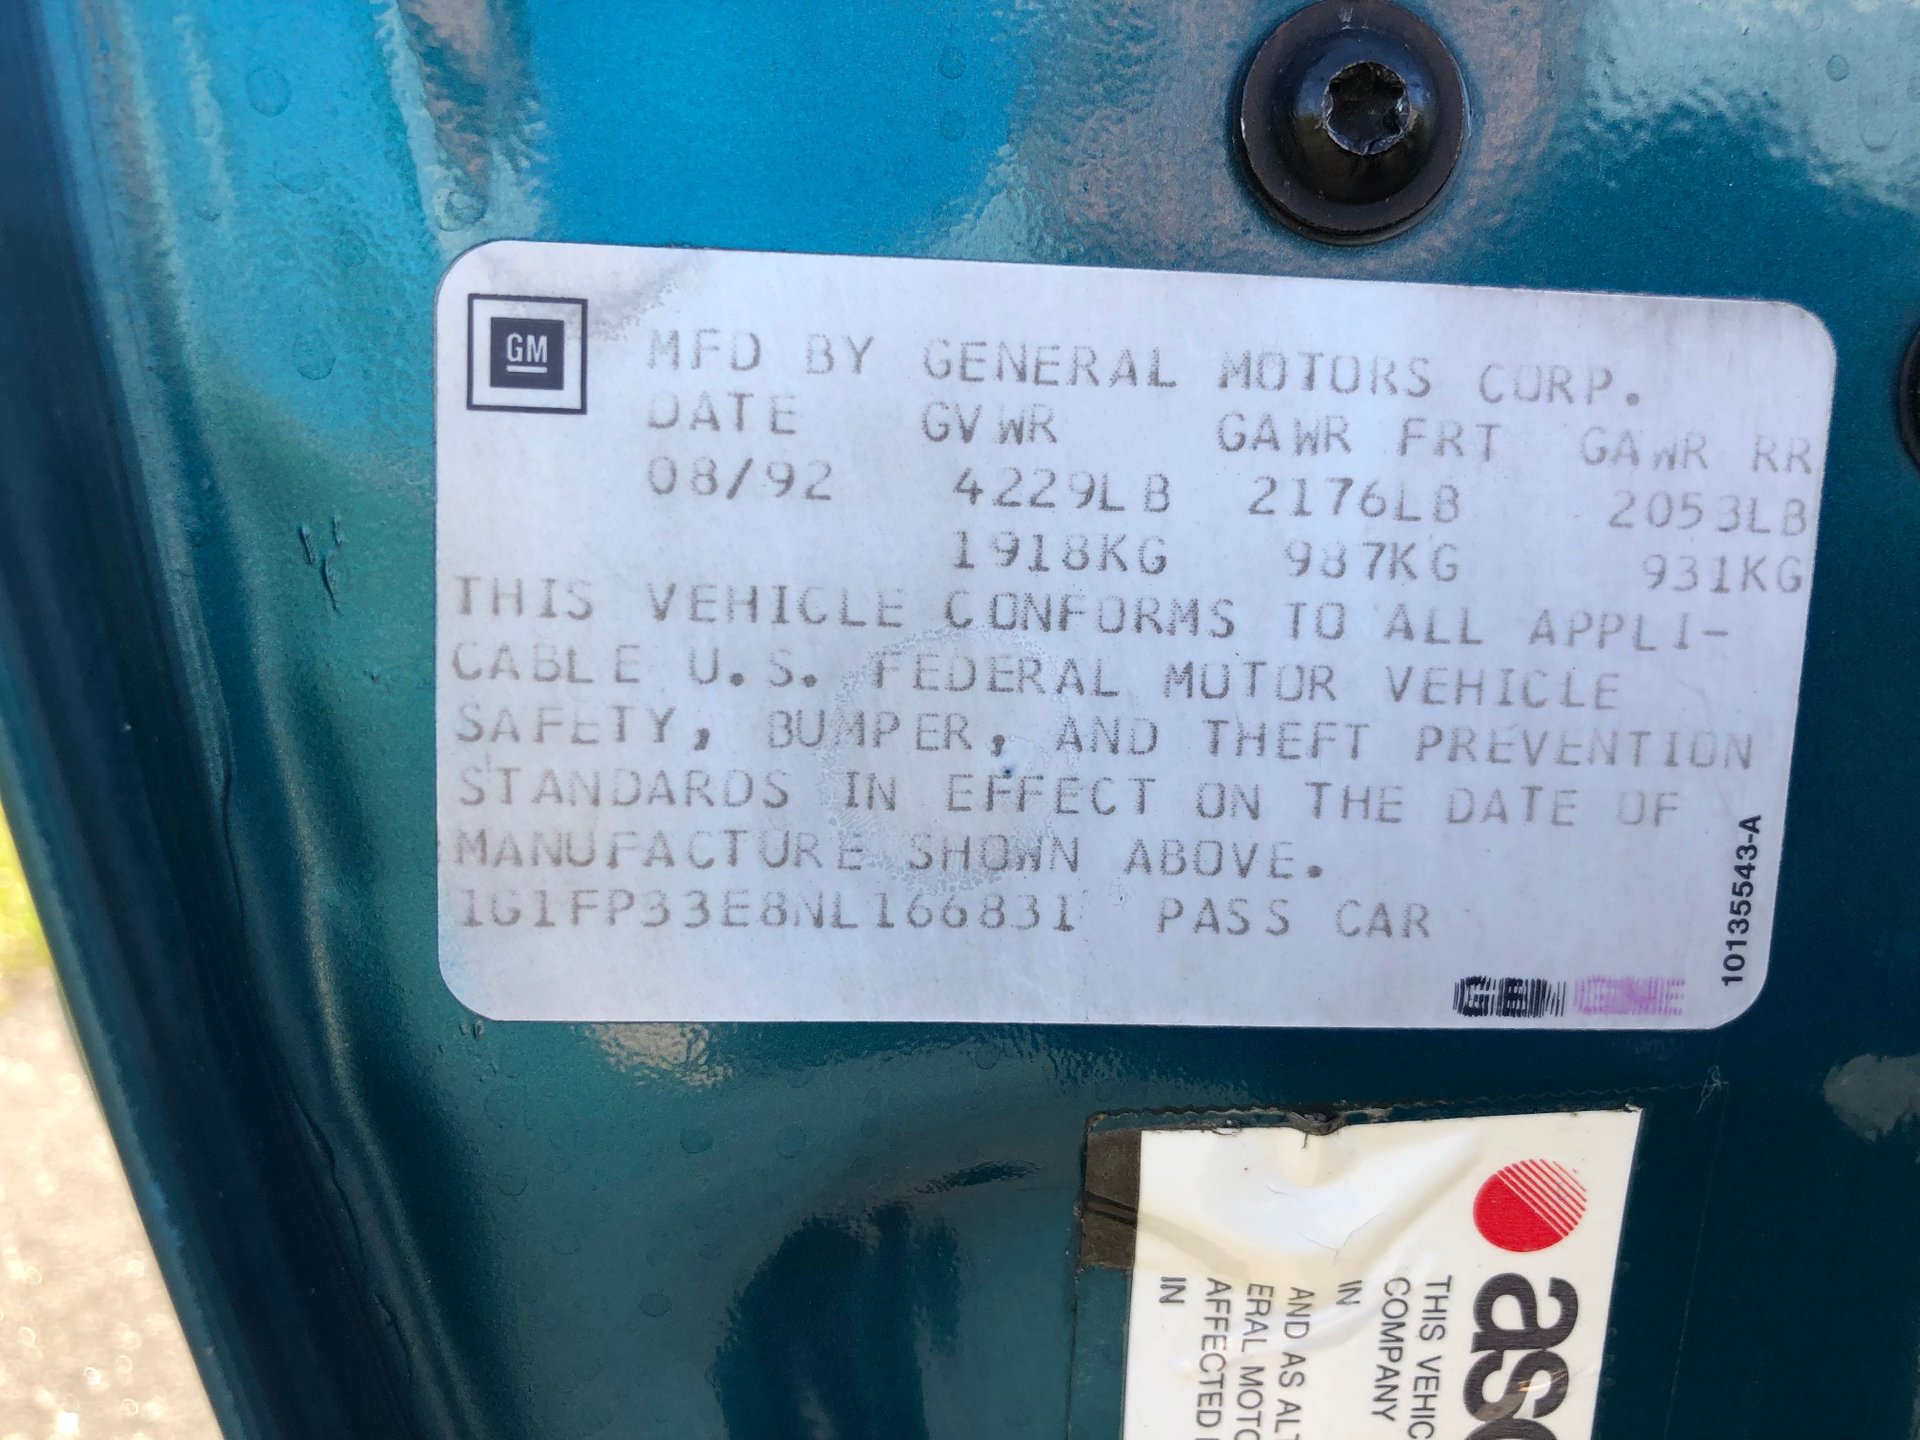 GM
MFD BY GENERAL MOTORS CORP.
DATE GVWR GAWR FRT GAWR RR
08/92 4229LB 2176LB 2053LB
1918KG 987KG 931KG
THIS VEHICLE CONFORMS TO ALL APPLI-
CABLE U.S. FEDERAL MOTOR VEHICLE
SAFETY, BUMPER, AND THEFT PREVENTION
STANDARDS IN EFFECT ON THE DATE OF
MANUFACTURE SHOWN ABOVE.
1G1FP33E8NL166831 PASS CAR
10135543-A
asc
THIS VEHIC
COMPANY
IN
AND AS ALT
ERAL MOTO
AFFECTED
IN